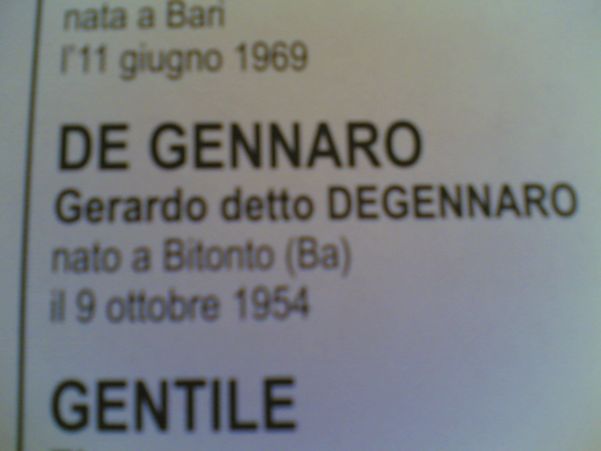 nata a Bari
l'11 giugno 1969
DE GENNARO
Gerardo detto DEGENNARO
nato a Bitonto (Ba)
il 9 ottobre 1954
GENTILE